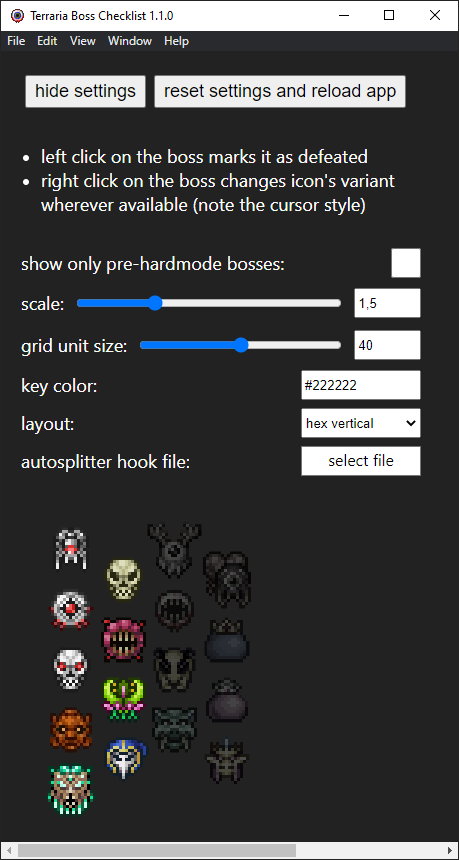 Terraria Boss Checklist 1.1.0
File Edit View Window Help
hide settings reset settings and reload app
• left click on the boss marks it as defeated
• right click on the boss changes icon's variant
wherever available (note the cursor style)
show only pre-hardmode bosses:
scale: 1,5
grid unit size: 40
key color: #222222
layout: hex vertical
autosplitter hook file: select file